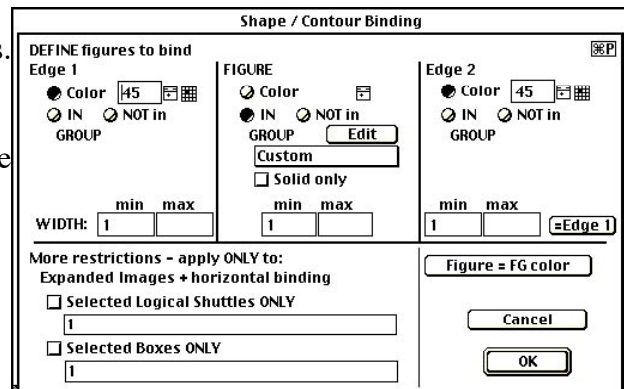 Shape / Contour Binding
s.
DEFINE figures to bind
⌘P
Edge 1
FIGURE
Edge 2
Color 45
Color
Color 45
IN NOT in
IN NOT in
IN NOT in
GROUP
GROUP Edit
GROUP
e
Custom
Solid only
min max
min max
min max
WIDTH: 1
1
1
=Edge 1
More restrictions - apply ONLY to:
Expanded Images + horizontal binding
Figure = FG color
Selected Logical Shuttles ONLY
1
Cancel
Selected Boxes ONLY
1
OK